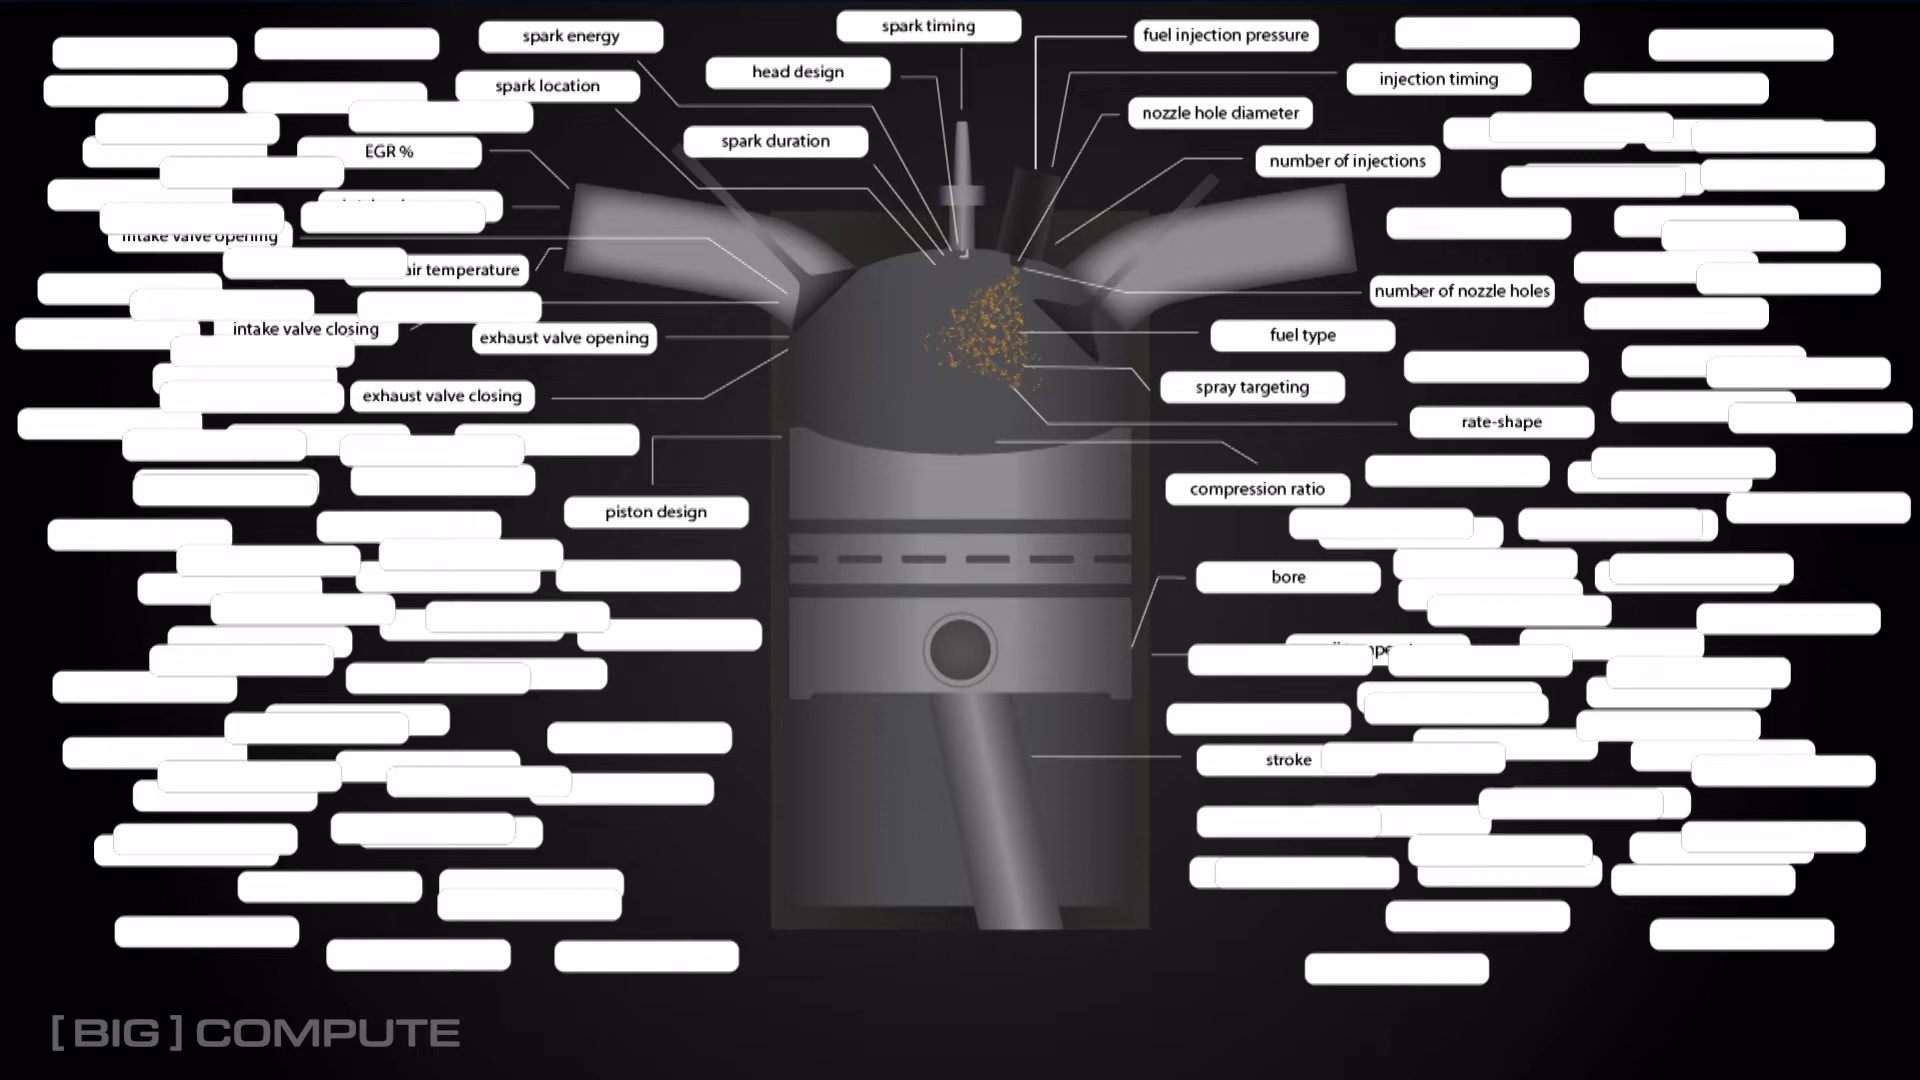 spark timing
spark energy
fuel injection pressure
head design
injection timing
spark location
nozzle hole diameter
spark duration
EGR %
number of injections
intake valve opening
air temperature
number of nozzle holes
intake valve closing
exhaust valve opening
fuel type
spray targeting
exhaust valve closing
rate-shape
compression ratio
piston design
bore
stroke
[ BIG ] COMPUTE